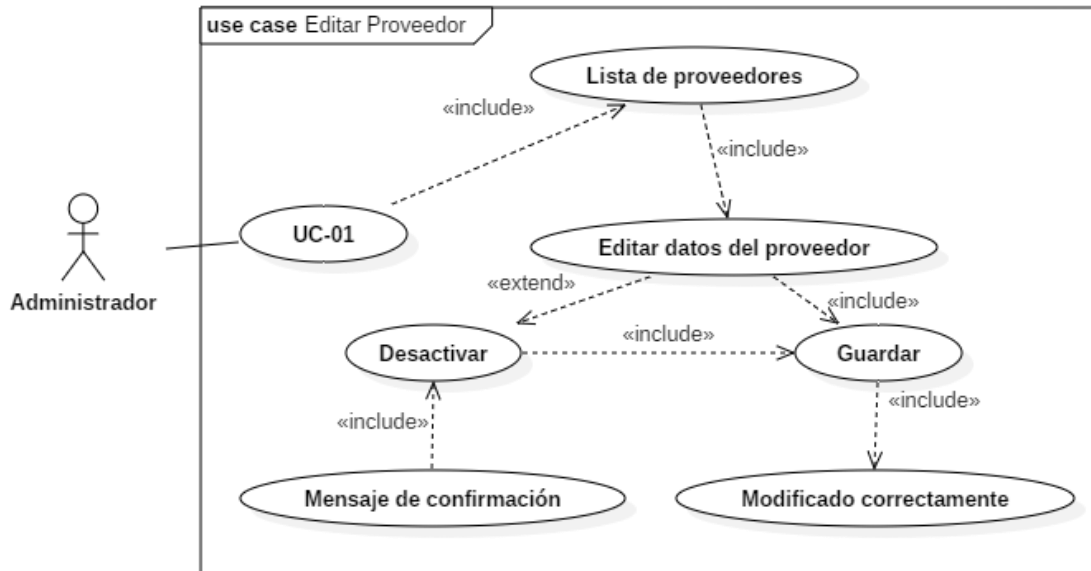 use case Editar Proveedor
Lista de proveedores
«include»
«include»
UC-01
Editar datos del proveedor
Administrador
«extend»
«include»
«include»
Desactivar
Guardar
«include»
«include»
Mensaje de confirmación
Modificado correctamente